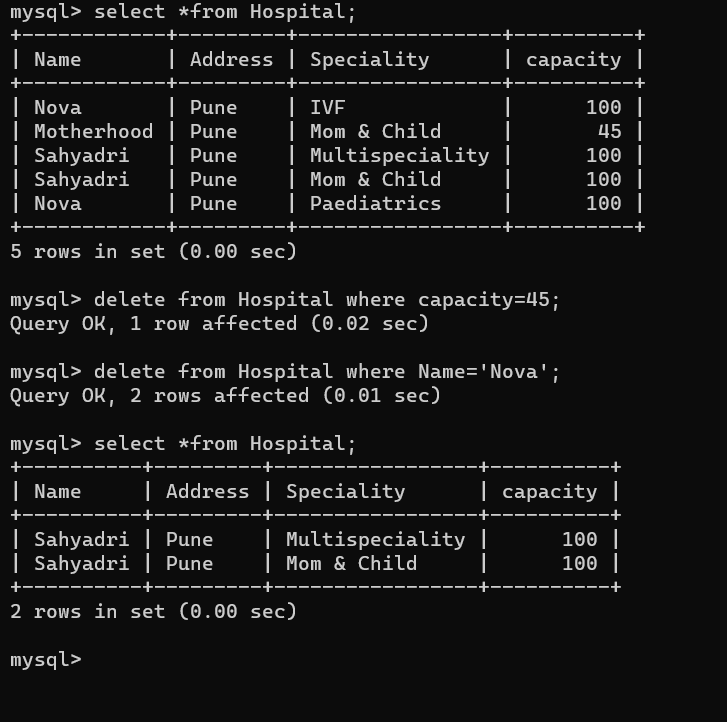 mysql> select *from Hospital;
+------------+---------+-----------------+----------+
| Name       | Address | Speciality      | capacity |
+------------+---------+-----------------+----------+
| Nova       | Pune    | IVF             |      100 |
| Motherhood | Pune    | Mom & Child     |       45 |
| Sahyadri   | Pune    | Multispeciality |      100 |
| Sahyadri   | Pune    | Mom & Child     |      100 |
| Nova       | Pune    | Paediatrics     |      100 |
+------------+---------+-----------------+----------+
5 rows in set (0.00 sec)

mysql> delete from Hospital where capacity=45;
Query OK, 1 row affected (0.02 sec)

mysql> delete from Hospital where Name='Nova';
Query OK, 2 rows affected (0.01 sec)

mysql> select *from Hospital;
+----------+---------+-----------------+----------+
| Name     | Address | Speciality      | capacity |
+----------+---------+-----------------+----------+
| Sahyadri | Pune    | Multispeciality |      100 |
| Sahyadri | Pune    | Mom & Child     |      100 |
+----------+---------+-----------------+----------+
2 rows in set (0.00 sec)

mysql>